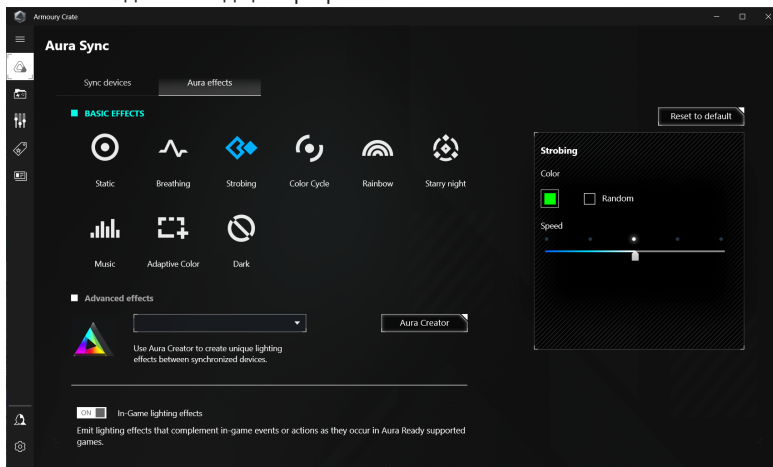 Armoury Crate
Aura Sync
Sync devices
Aura effects
BASIC EFFECTS
Static
Breathing
Strobing
Color Cycle
Rainbow
Starry night
Music
Adaptive Color
Dark
Advanced effects
Aura Creator
Use Aura Creator to create unique lighting
effects between synchronized devices.
ON
In-Game lighting effects
Emit lighting effects that complement in-game events or actions as they occur in Aura Ready supported
games.
Reset to default
Strobing
Color
Random
Speed